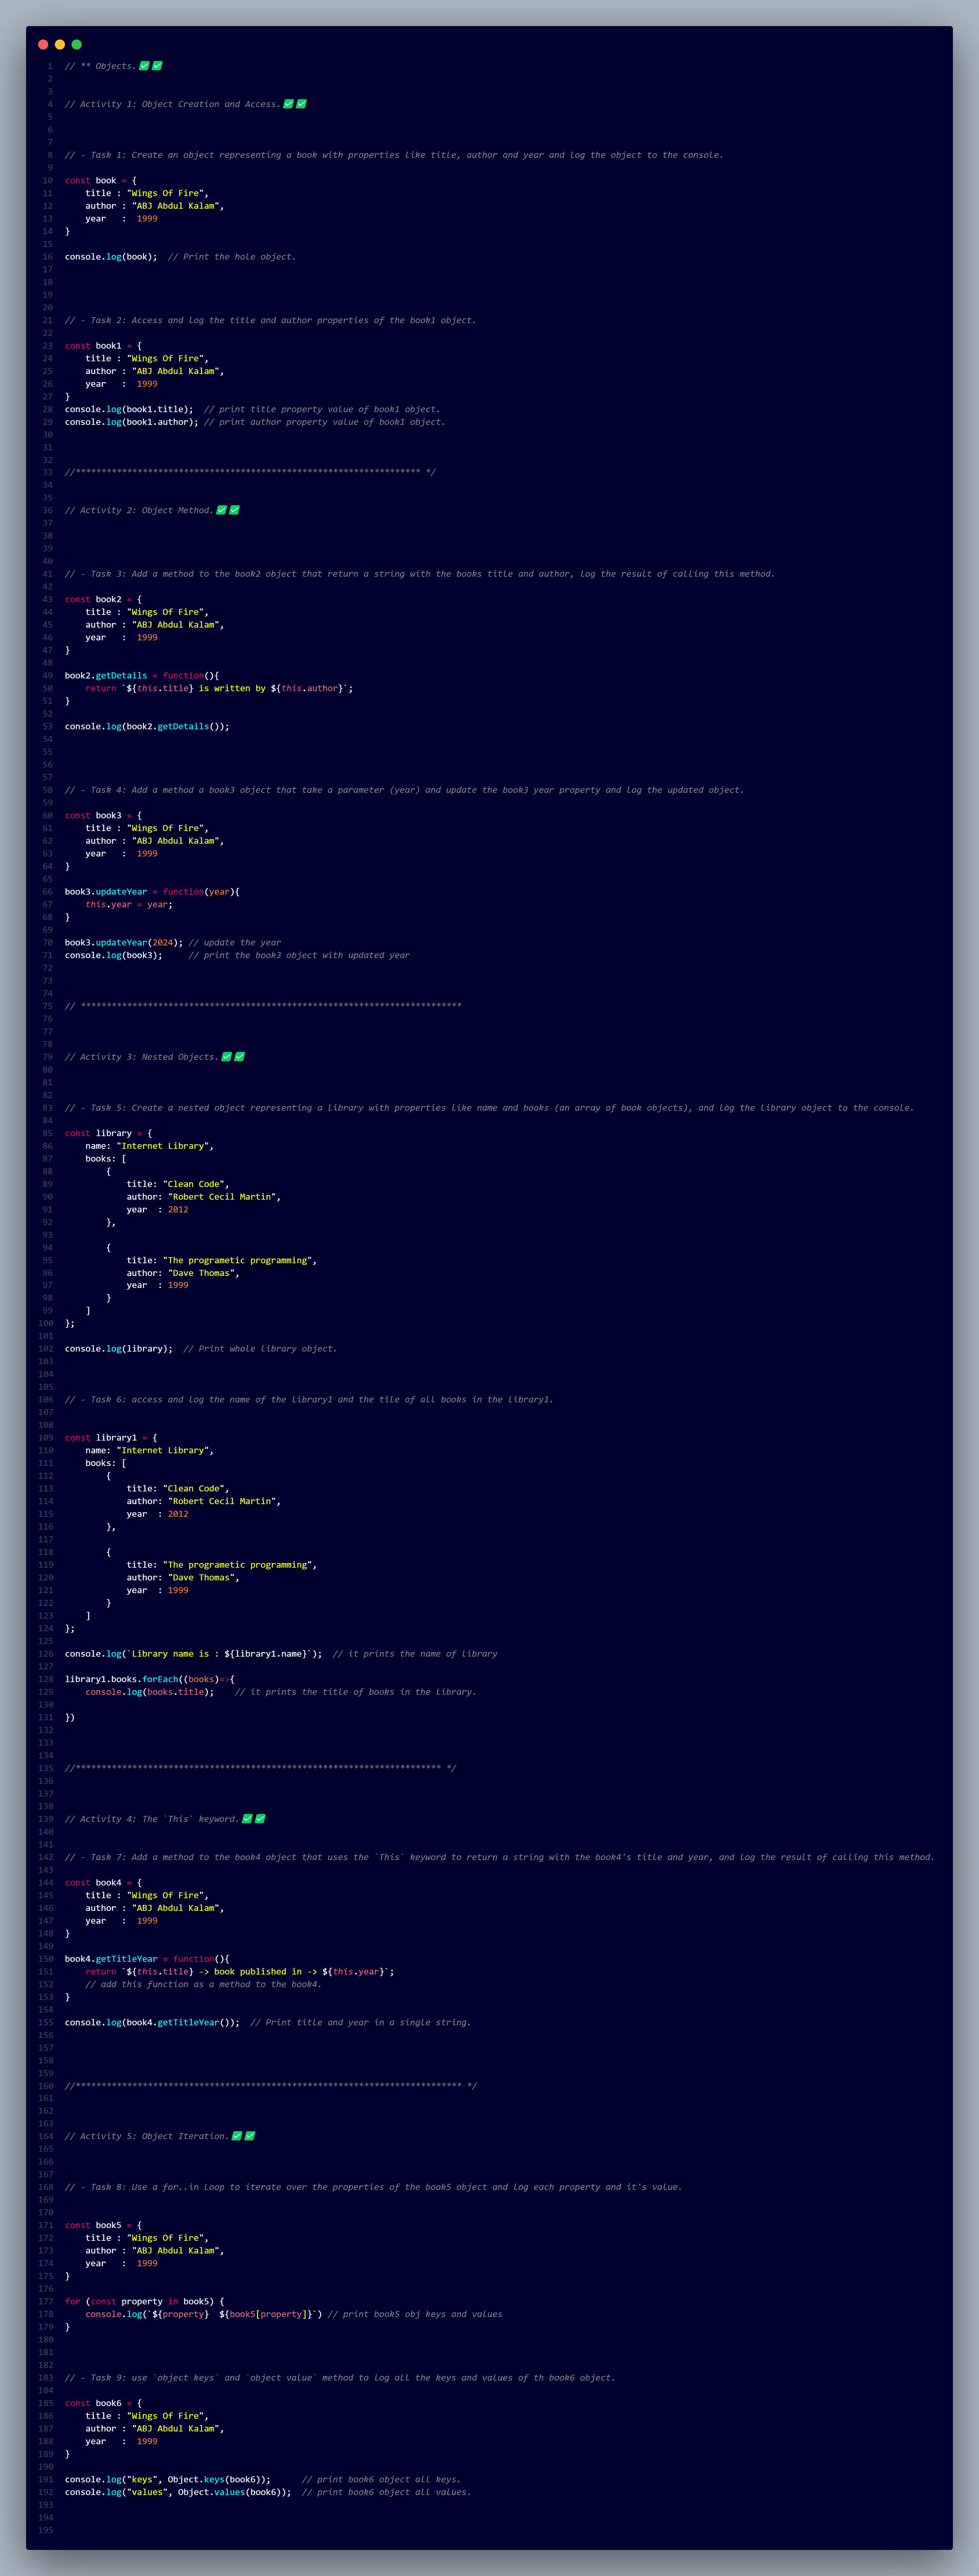 1 // ** Objects.✅✅
2
3
4 // Activity 1: Object Creation and Access.✅✅
5
6
7
8 // - Task 1: Create an object representing a book with properties like title, author and year and log the object to the console.
9
10 const book = {
11     title : "Wings Of Fire",
12     author : "ABJ Abdul Kalam",
13     year   :  1999
14 }
15
16 console.log(book);  // Print the hole object.
17
18
19
20
21 // - Task 2: Access and log the title and author properties of the book1 object.
22
23 const book1 = {
24     title : "Wings Of Fire",
25     author : "ABJ Abdul Kalam",
26     year   :  1999
27 }
28 console.log(book1.title);  // print title property value of book1 object.
29 console.log(book1.author); // print author property value of book1 object.
30
31
32
33 //******************************************************************* */
34
35
36 // Activity 2: Object Method.✅✅
37
38
39
40
41 // - Task 3: Add a method to the book2 object that return a string with the books title and author, log the result of calling this method.
42
43 const book2 = {
44     title : "Wings Of Fire",
45     author : "ABJ Abdul Kalam",
46     year   :  1999
47 }
48
49 book2.getDetails = function(){
50     return `${this.title} is written by ${this.author}`;
51 }
52
53 console.log(book2.getDetails());
54
55
56
57
58 // - Task 4: Add a method a book3 object that take a parameter (year) and update the book3 year property and log the updated object.
59
60 const book3 = {
61     title : "Wings Of Fire",
62     author : "ABJ Abdul Kalam",
63     year   :  1999
64 }
65
66 book3.updateYear = function(year){
67     this.year = year;
68 }
69
70 book3.updateYear(2024); // update the year
71 console.log(book3);     // print the book3 object with updated year
72
73
74
75 // **************************************************************************
76
77
78
79 // Activity 3: Nested Objects.✅✅
80
81
82
83 // - Task 5: Create a nested object representing a library with properties like name and books (an array of book objects), and log the library object to the console.
84
85 const library = {
86     name: "Internet Library",
87     books: [
88         {
89             title: "Clean Code",
90             author: "Robert Cecil Martin",
91             year  : 2012
92         },
93
94         {
95             title: "The programetic programming",
96             author: "Dave Thomas",
97             year  : 1999
98         }
99     ]
100 };
101
102 console.log(library);  // Print whole library object.
103
104
105
106 // - Task 6: access and log the name of the library1 and the tile of all books in the library1.
107
108
109 const library1 = {
110     name: "Internet Library",
111     books: [
112         {
113             title: "Clean Code",
114             author: "Robert Cecil Martin",
115             year  : 2012
116         },
117
118         {
119             title: "The programetic programming",
120             author: "Dave Thomas",
121             year  : 1999
122         }
123     ]
124 };
125
126 console.log(`Library name is : ${library1.name}`);  // it prints the name of library
127
128 library1.books.forEach((books)=>{
129     console.log(books.title);    // it prints the title of books in the library.
130
131 })
132
133
134
135 //*********************************************************************** */
136
137
138
139 // Activity 4: The `This` keyword.✅✅
140
141
142 // - Task 7: Add a method to the book4 object that uses the `This` keyword to return a string with the book4's title and year, and log the result of calling this method.
143
144 const book4 = {
145     title : "Wings Of Fire",
146     author : "ABJ Abdul Kalam",
147     year   :  1999
148 }
149
150 book4.getTitleYear = function(){
151     return `${this.title} -> book published in -> ${this.year}`;
152     // add this function as a method to the book4.
153 }
154
155 console.log(book4.getTitleYear());  // Print title and year in a single string.
156
157
158
159
160 //*************************************************************************** */
161
162
163
164 // Activity 5: Object Iteration.✅✅
165
166
167
168 // - Task 8: Use a for..in Loop to iterate over the properties of the book5 object and log each property and it's value.
169
170
171 const book5 = {
172     title : "Wings Of Fire",
173     author : "ABJ Abdul Kalam",
174     year   :  1999
175 }
176
177 for (const property in book5) {
178     console.log(`${property}  ${book5[property]}`) // print book5 obj keys and values
179 }
180
181
182
183 // - Task 9: use `object keys` and `object value` method to log all the keys and values of th book6 object.
184
185 const book6 = {
186     title : "Wings Of Fire",
187     author : "ABJ Abdul Kalam",
188     year   :  1999
189 }
190
191 console.log("keys", Object.keys(book6));      // print book6 object all keys.
192 console.log("values", Object.values(book6));  // print book6 object all values.
193
194
195